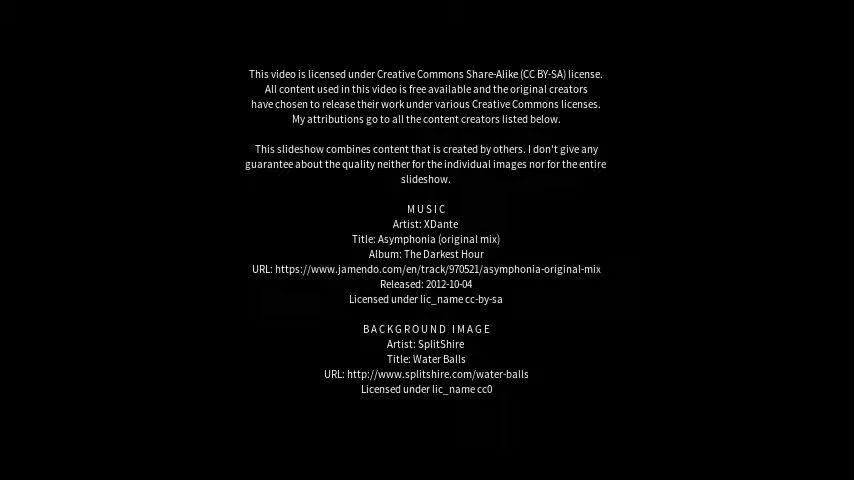 This video is licensed under Creative Commons Share-Alike (CC BY-SA) license.
All content used in this video is free available and the original creators
have chosen to release their work under various Creative Commons licenses.
My attributions go to all the content creators listed below.
This slideshow combines content that is created by others. I don't give any
guarantee about the quality neither for the individual images nor for the entire
slideshow.
MUSIC
Artist: XDante
Title: Asymphonia (original mix)
Album: The Darkest Hour
URL: https://www.jamendo.com/en/track/970521/asymphonia-original-mix
Released: 2012-10-04
Licensed under lic_name cc-by-sa
BACKGROUND IMAGE
Artist: SplitShire
Title: Water Balls
URL: http://www.splitshire.com/water-balls
Licensed under lic_name cc0